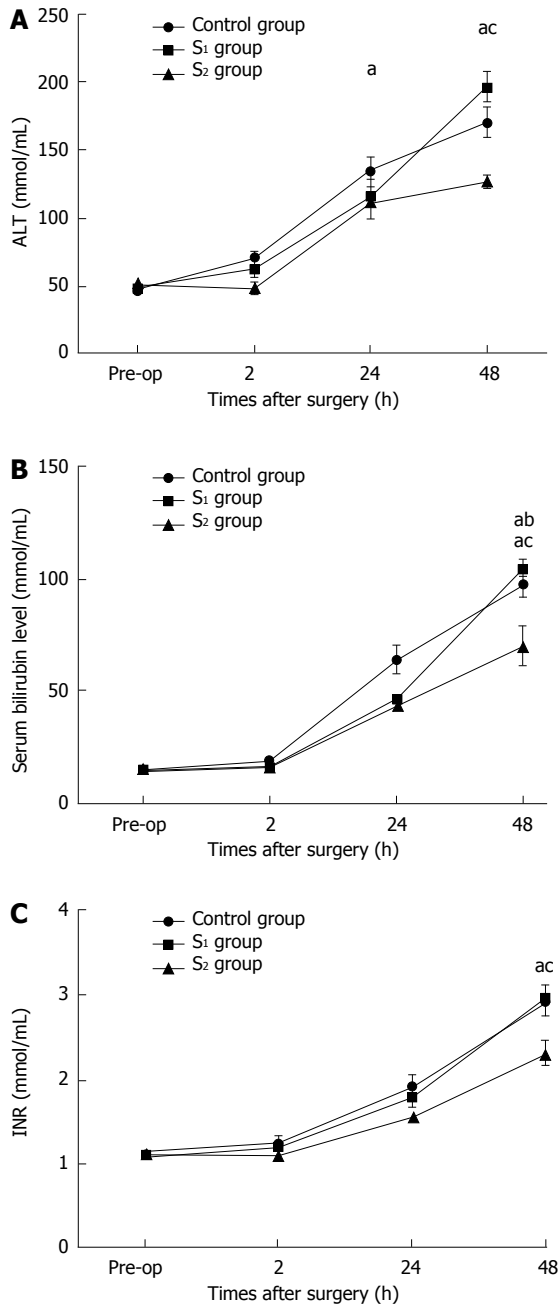 A
250
200
150
100
50
0
ALT (mmol/mL)
Control group
S1 group
S2 group
a
ac
Pre-op 2 24 48
Times after surgery (h)
B
150
100
50
0
Serum bilirubin level (mmol/mL)
Control group
S1 group
S2 group
ab
ac
Pre-op 2 24 48
Times after surgery (h)
C
4
3
2
1
0
INR (mmol/mL)
Control group
S1 group
S2 group
ac
Pre-op 2 24 48
Times after surgery (h)